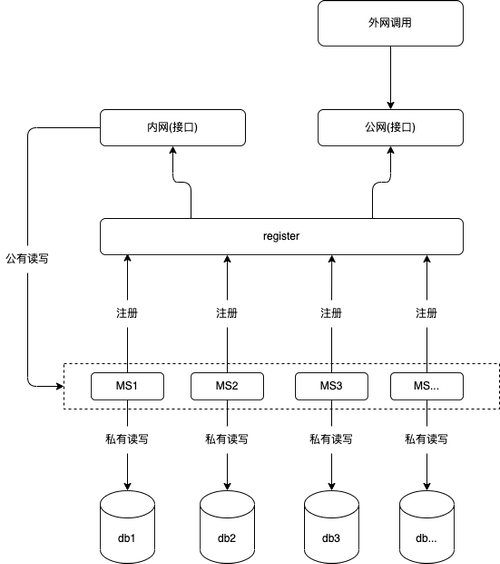 外网调用
内网(接口)
公网(接口)
register
公有读写
注册
注册
注册
注册
MS1
MS2
MS3
MS...
私有读写
私有读写
私有读写
私有读写
db1
db2
db3
db...